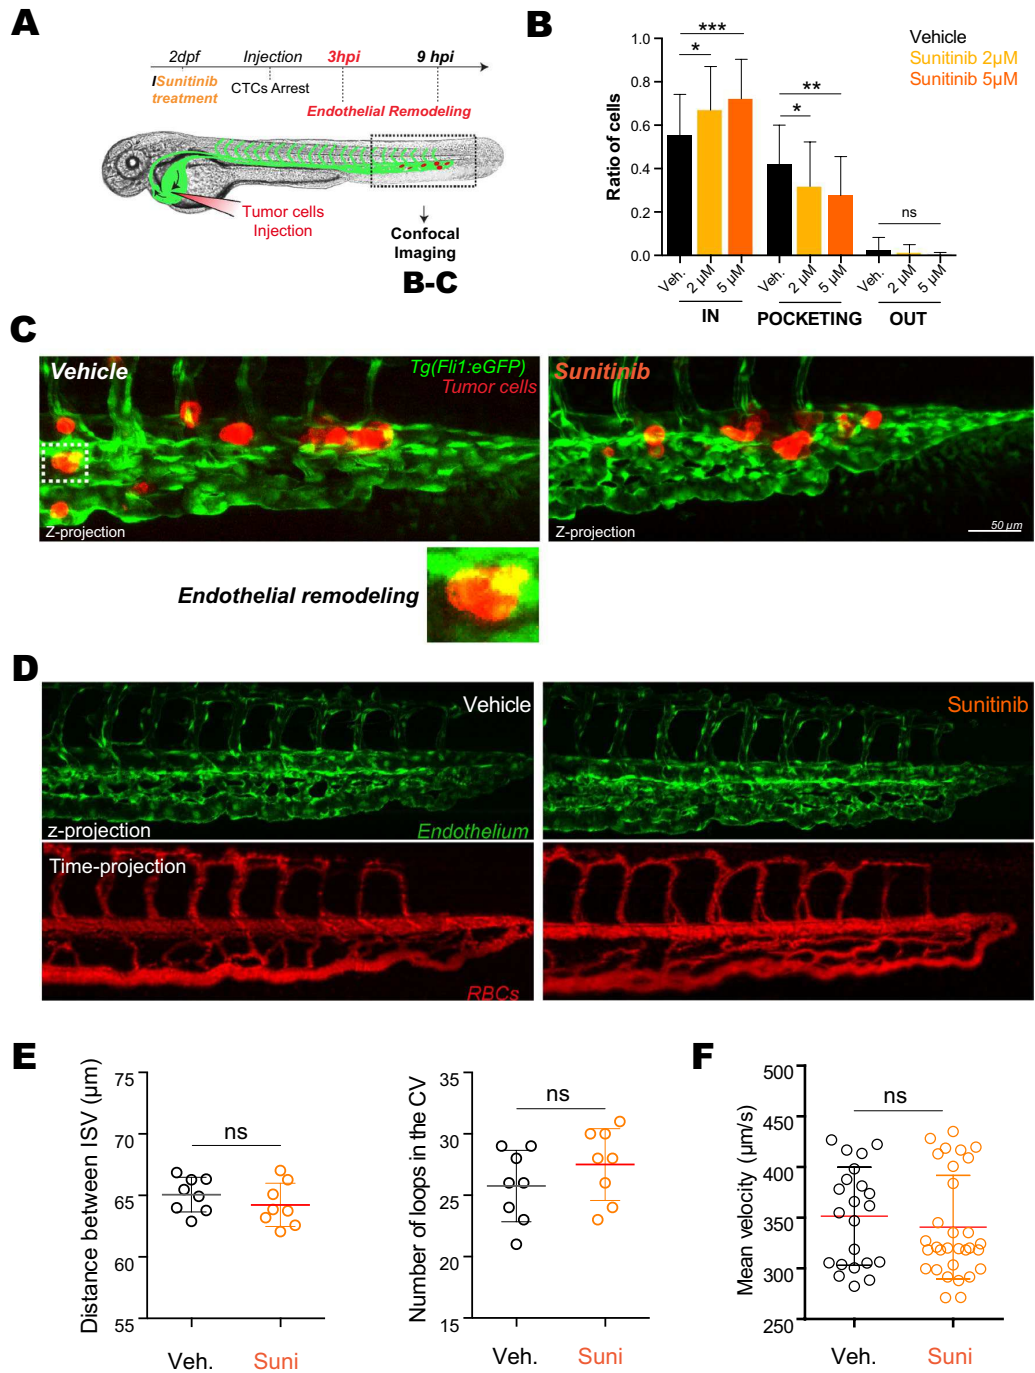 A
2dpf Injection 3hpi 9 hpi
ISunitinib treatment
CTCs Arrest
Endothelial Remodeling
Tumor cells
Injection
Confocal
Imaging
B-C
B
Vehicle
Sunitinib 2µM
Sunitinib 5µM
Ratio of cells
1.0
0.8
0.6
0.4
0.2
0.0
*
***
*
**
ns
Veh. 2 µM 5 µM Veh. 2 µM 5 µM Veh. 2 µM 5 µM
IN POCKETING OUT
C
Vehicle
Tg(Fli1:eGFP)
Tumor cells
Z-projection
Sunitinib
Z-projection
50 µm
Endothelial remodeling
D
Vehicle
z-projection
Endothelium
Sunitinib
Time-projection
RBCs
E
Distance between ISV (µm)
75
70
65
60
55
ns
Veh. Suni
Number of loops in the CV
35
30
25
20
15
ns
Veh. Suni
F
Mean velocity (µm/s)
500
450
400
350
300
250
ns
Veh. Suni